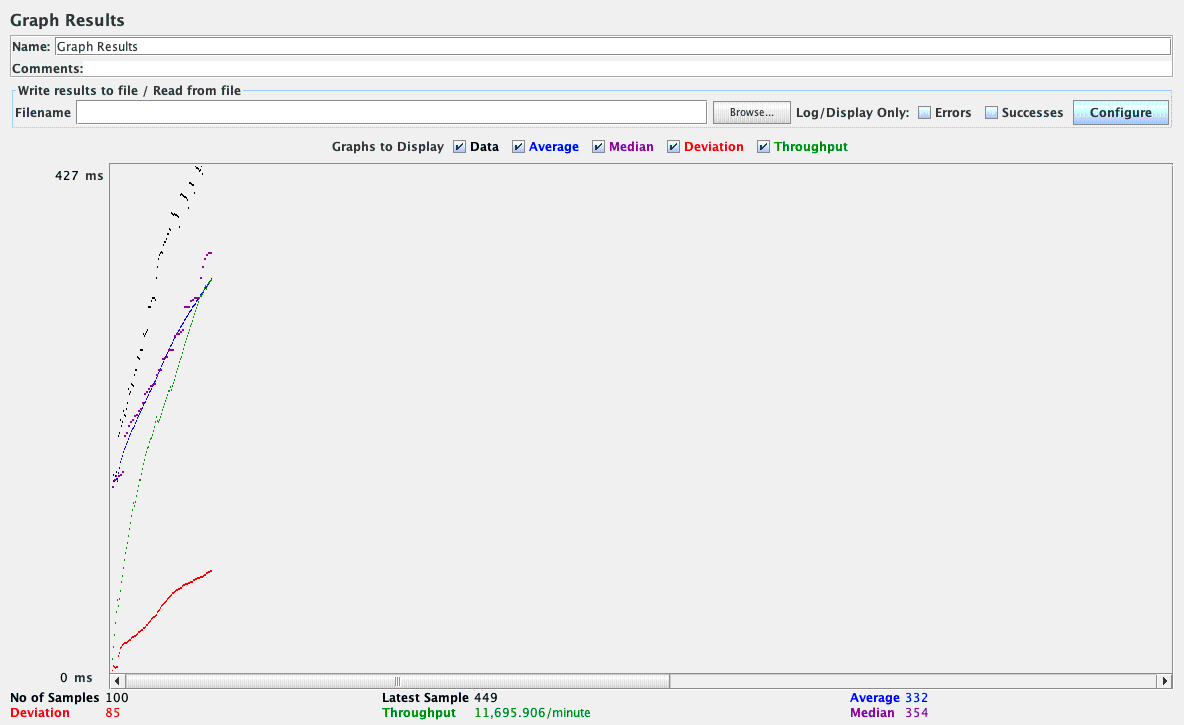 Graph Results
Name: Graph Results
Comments:
Write results to file / Read from file
Filename Browse... Log/Display Only: Errors Successes Configure
Graphs to Display Data Average Median Deviation Throughput
427 ms
0 ms
No of Samples 100 Latest Sample 449 Average 332
Deviation 85 Throughput 11,695.906/minute Median 354